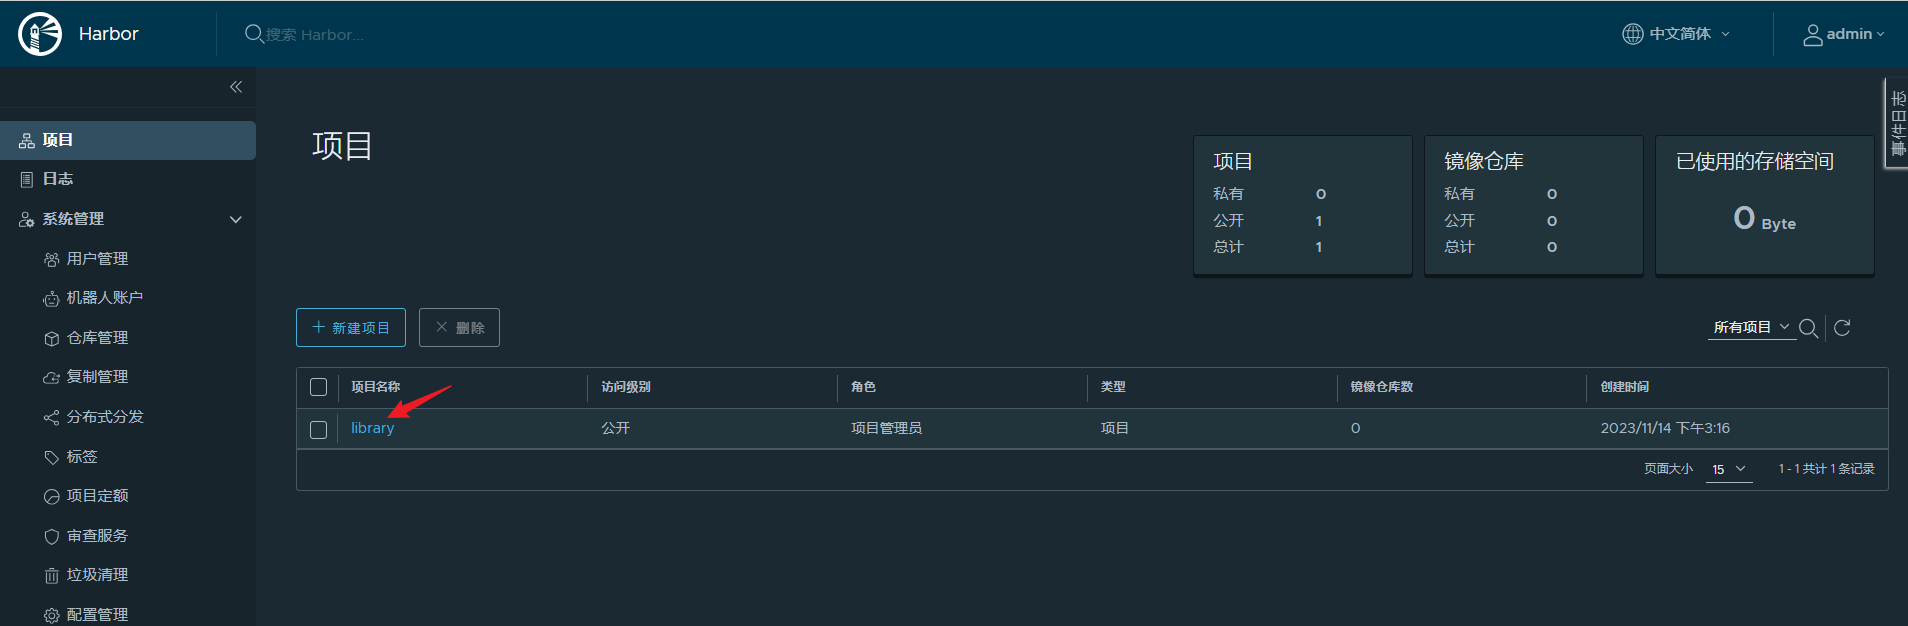 Harbor
搜索 Harbor...
中文简体
admin
事件日志
项目
日志
系统管理
用户管理
机器人账户
仓库管理
复制管理
分布式分发
标签
项目定额
审查服务
垃圾清理
配置管理
项目
项目
私有 0
公开 1
总计 1
镜像仓库
私有 0
公开 0
总计 0
已使用的存储空间
0 Byte
新建项目
删除
所有项目
项目名称 访问级别 角色 类型 镜像仓库数 创建时间
library 公开 项目管理员 项目 0 2023/11/14 下午3:16
页面大小 15 1 - 1 共计 1 条记录